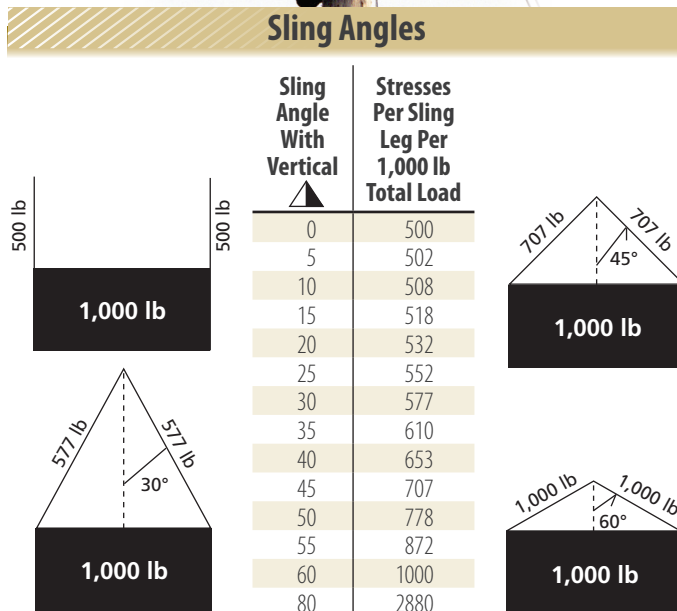 Sling Angles
Sling
Angle
With
Vertical
Stresses
Per Sling
Leg Per
1,000 lb
Total Load
0 500
5 502
10 508
15 518
20 532
25 552
30 577
35 610
40 653
45 707
50 778
55 872
60 1000
80 2880
500 lb
500 lb
1,000 lb
577 lb
577 lb
30°
1,000 lb
707 lb
707 lb
45°
1,000 lb
1,000 lb
1,000 lb
60°
1,000 lb